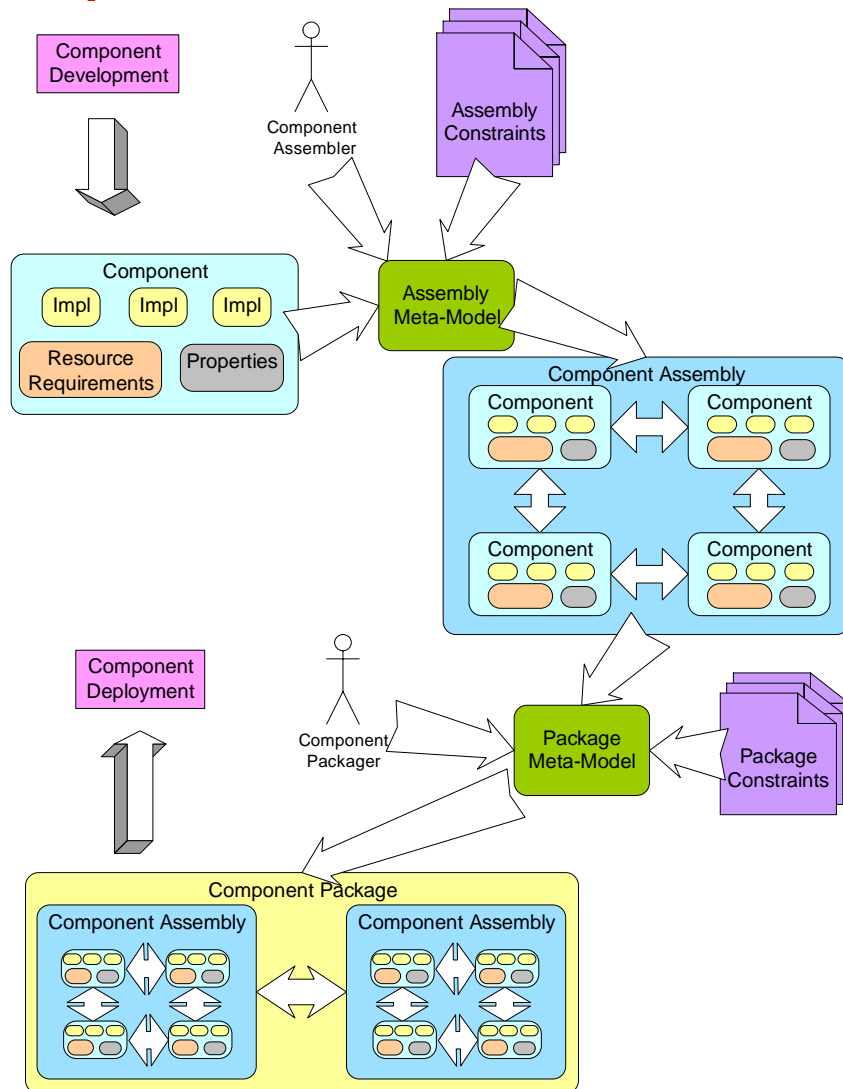 Component
Development
Component
Assembler
Assembly
Constraints
Component
Impl
Impl
Impl
Resource
Requirements
Properties
Assembly
Meta-Model
Component Assembly
Component
Component
Component
Component
Component
Deployment
Component
Packager
Package
Meta-Model
Package
Constraints
Component Package
Component Assembly
Component Assembly